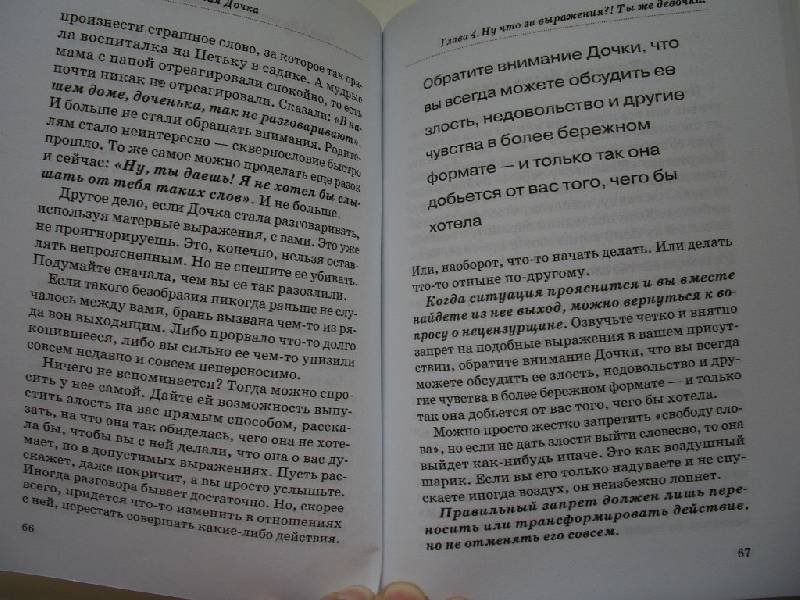 Дочка
произнести страшное слово, за которое так сра-
ла воспиталка на Петьку в садике. А мудрые
мама с папой отреагировали спокойно, то есть
почти никак не отреагировали. Сказали: «В на-
шем доме, доченька, так не разговаривают».
И больше не стали обращать внимания. Родите-
лям стало неинтересно — сквернословие быстро
прошло. То же самое можно проделать еще разок
и сейчас: «Ну, ты даешь! Я не хотел бы слы-
шать от тебя таких слов». И не больше.
Другое дело, если Дочка стала разговаривать,
используя матерные выражения, с вами. Это уже
не проигнорируешь. Это, конечно, нельзя остав-
лять непроясненным. Но не спешите ее убивать.
Подумайте сначала, чем вы ее так разозлили.
Если такого безобразия никогда раньше не слу-
чалось между вами, брань вызвана чем-то из ря-
да вон выходящим. Либо прорвало что-то долго
копившееся, либо вы сильно ее чем-то унизили
совсем недавно и совсем непереносимо.
Ничего не вспоминается? Тогда можно спро-
сить у нее самой. Дайте ей возможность выпу-
стить злость на вас прямым способом, расска-
зать, на что она так обиделась, чего она не хоте-
ла бы, чтобы вы с ней делали, что она о вас ду-
мает, но в допустимых выражениях. Пусть рас-
скажет, даже покричит, а вы просто услышьте.
Иногда разговора бывает достаточно. Но, скорее
всего, придется что-то изменить в отношениях
с ней, перестать совершать какие-либо действия.
66
Глава 4. Ну что за выражения?! Ты же девочка...
Обратите внимание Дочки, что
вы всегда можете обсудить ее
злость, недовольство и другие
чувства в более бережном
формате — и только так она
добьется от вас того, чего бы
хотела
Или, наоборот, что-то начать делать. Или делать
что-то отныне по-другому.
Когда ситуация прояснится и вы вместе
найдете из нее выход, можно вернуться к во-
просу о нецензурщине. Озвучьте четко и внятно
запрет на подобные выражения в вашем присут-
ствии, обратите внимание Дочки, что вы всегда
можете обсудить ее злость, недовольство и дру-
гие чувства в более бережном формате — и только
так она добьется от вас того, чего бы хотела.
Можно просто жестко запретить «свободу сло-
ва», но если не дать злости выйти словесно, то она
выйдет как-нибудь иначе. Это как воздушный
шарик. Если вы его только надуваете и не спу-
скаете иногда воздух, он неизбежно лопнет.
Правильный запрет должен лишь пере-
носить или трансформировать действие,
но не отменять его совсем.
67